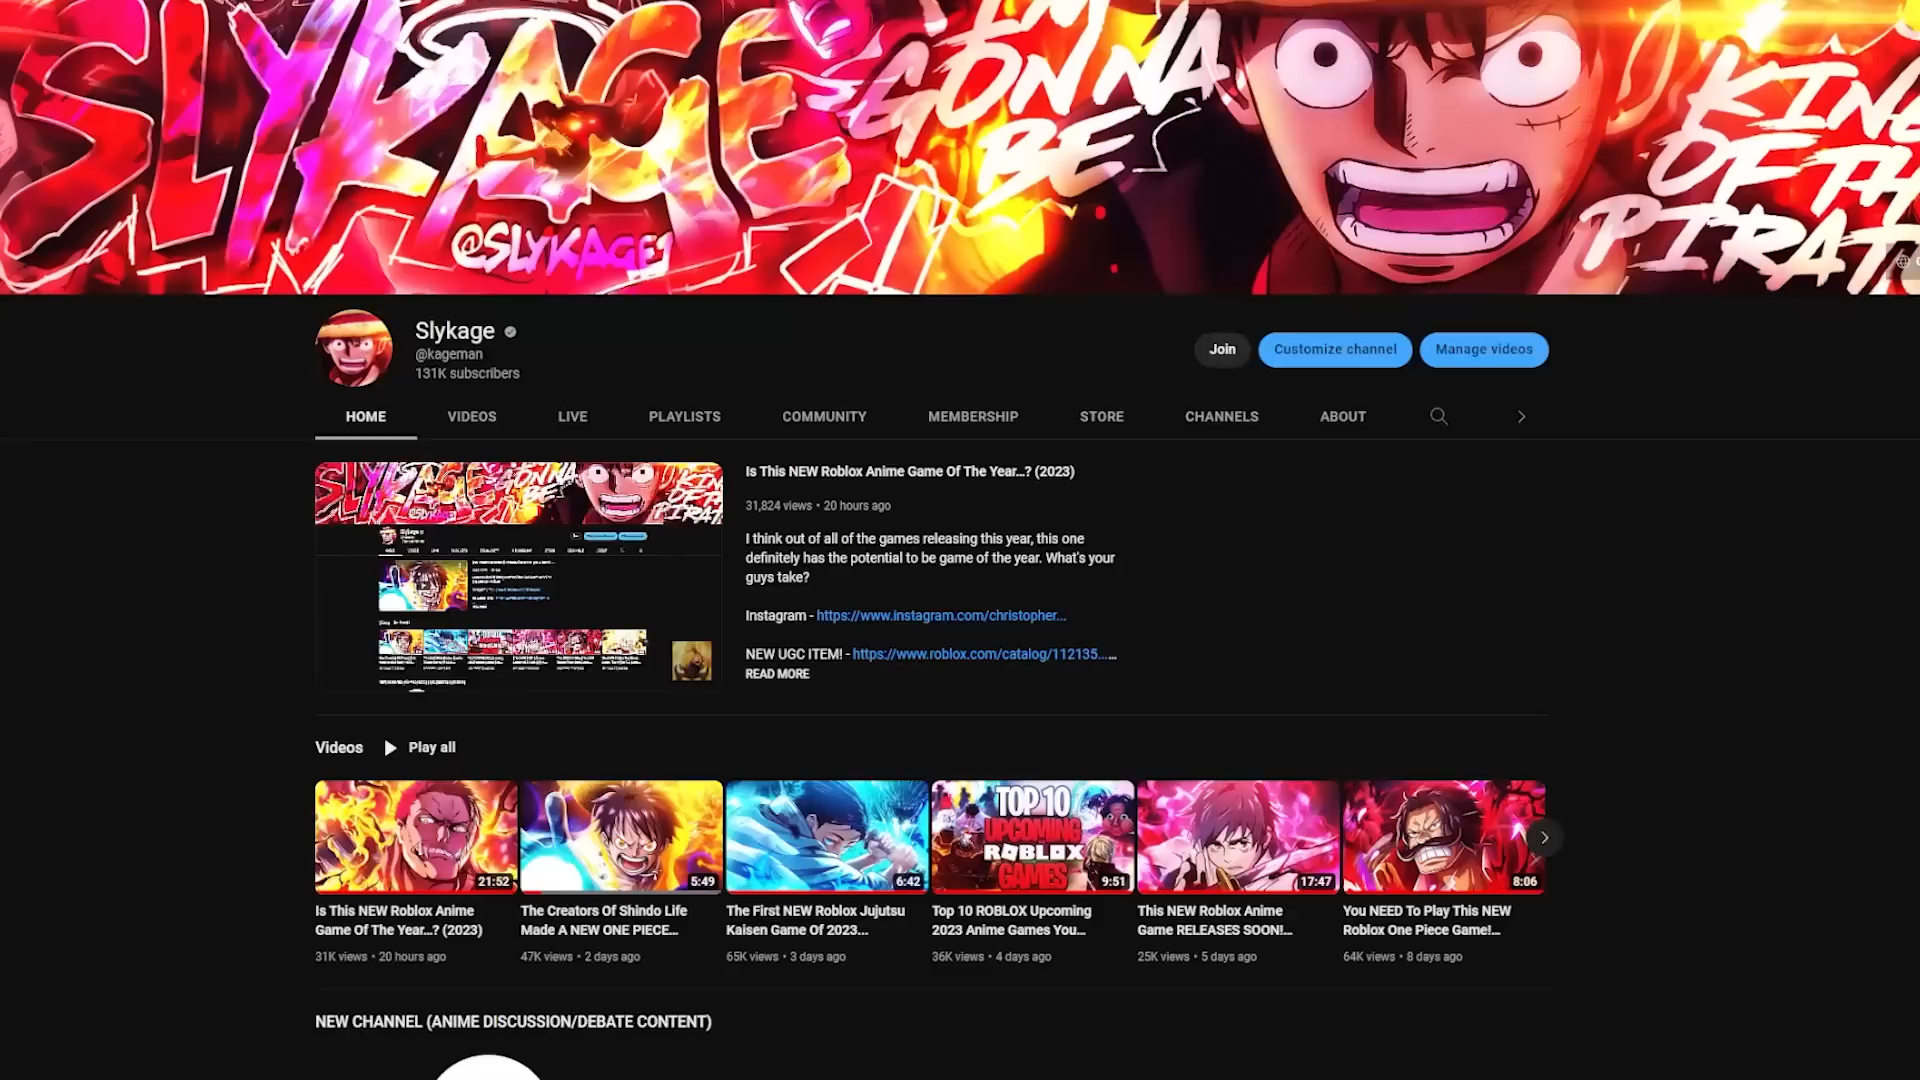 SLYKAGE
@SLYKAGE1
I'M
GONNA
BE
KING
OF THE
PIRAT
Slykage
@kageman
131K subscribers
Join
Customize channel
Manage videos
HOME
VIDEOS
LIVE
PLAYLISTS
COMMUNITY
MEMBERSHIP
STORE
CHANNELS
ABOUT
Is This NEW Roblox Anime Game Of The Year...? (2023)
31,824 views • 20 hours ago
I think out of all of the games releasing this year, this one
definitely has the potential to be game of the year. What's your
guys take?
Instagram - https://www.instagram.com/christopher...
NEW UGC ITEM! - https://www.roblox.com/catalog/112135... ...
READ MORE
Videos
Play all
21:52
Is This NEW Roblox Anime
Game Of The Year...? (2023)
31K views • 20 hours ago
5:49
The Creators Of Shindo Life
Made A NEW ONE PIECE...
47K views • 2 days ago
6:42
The First NEW Roblox Jujutsu
Kaisen Game Of 2023...
65K views • 3 days ago
TOP 10
UPCOMING
ROBLOX
GAMES
9:51
Top 10 ROBLOX Upcoming
2023 Anime Games You...
36K views • 4 days ago
17:47
This NEW Roblox Anime
Game RELEASES SOON!...
25K views • 5 days ago
8:06
You NEED To Play This NEW
Roblox One Piece Game!...
64K views • 8 days ago
NEW CHANNEL (ANIME DISCUSSION/DEBATE CONTENT)